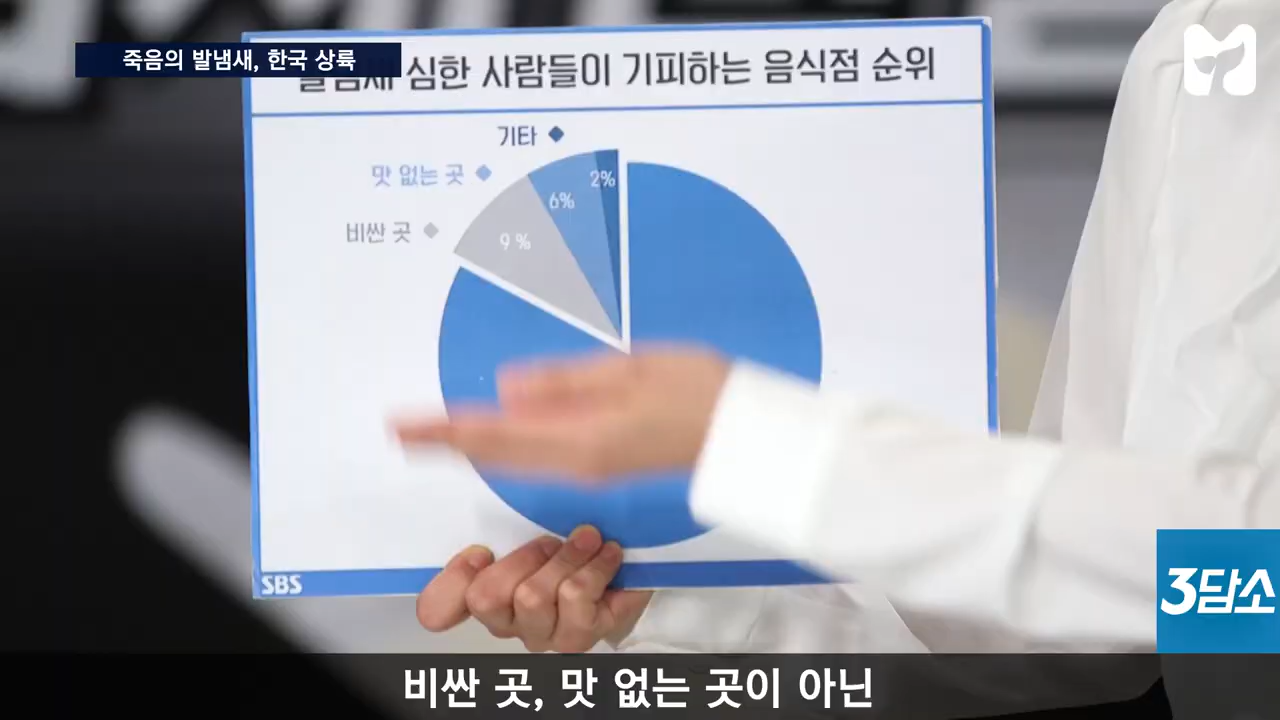 죽음의 발냄새, 한국 상륙
심한 사람들이 기피하는 음식점 순위
기타
맛 없는 곳
2%
6%
비싼 곳
9 %
SBS
3담소
비싼 곳, 맛 없는 곳이 아닌